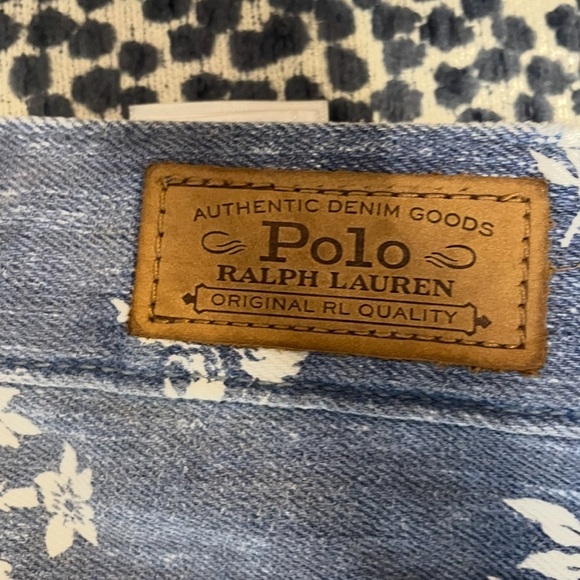 AUTHENTIC DENIM GOODS
Polo
RALPH LAUREN
ORIGINAL RL QUALITY